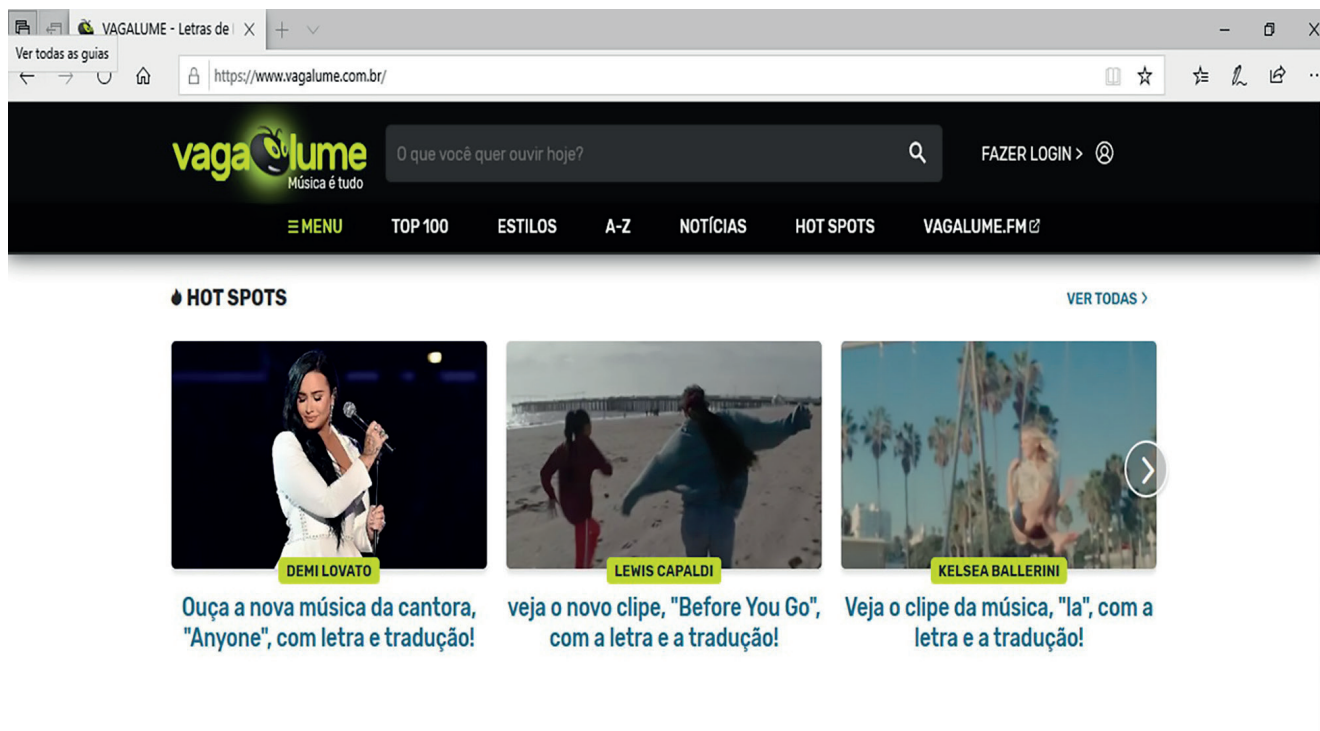 VAGALUME - Letras de
Ver todas as guias
https://www.vagalume.com.br/
vagalume
Música é tudo
O que você quer ouvir hoje?
FAZER LOGIN >
MENU TOP 100 ESTILOS A-Z NOTÍCIAS HOT SPOTS VAGALUME.FM
HOT SPOTS
VER TODAS >
DEMI LOVATO
Ouça a nova música da cantora,
"Anyone", com letra e tradução!
LEWIS CAPALDI
veja o novo clipe, "Before You Go",
com a letra e a tradução!
KELSEA BALLERINI
Veja o clipe da música, "la", com a
letra e a tradução!